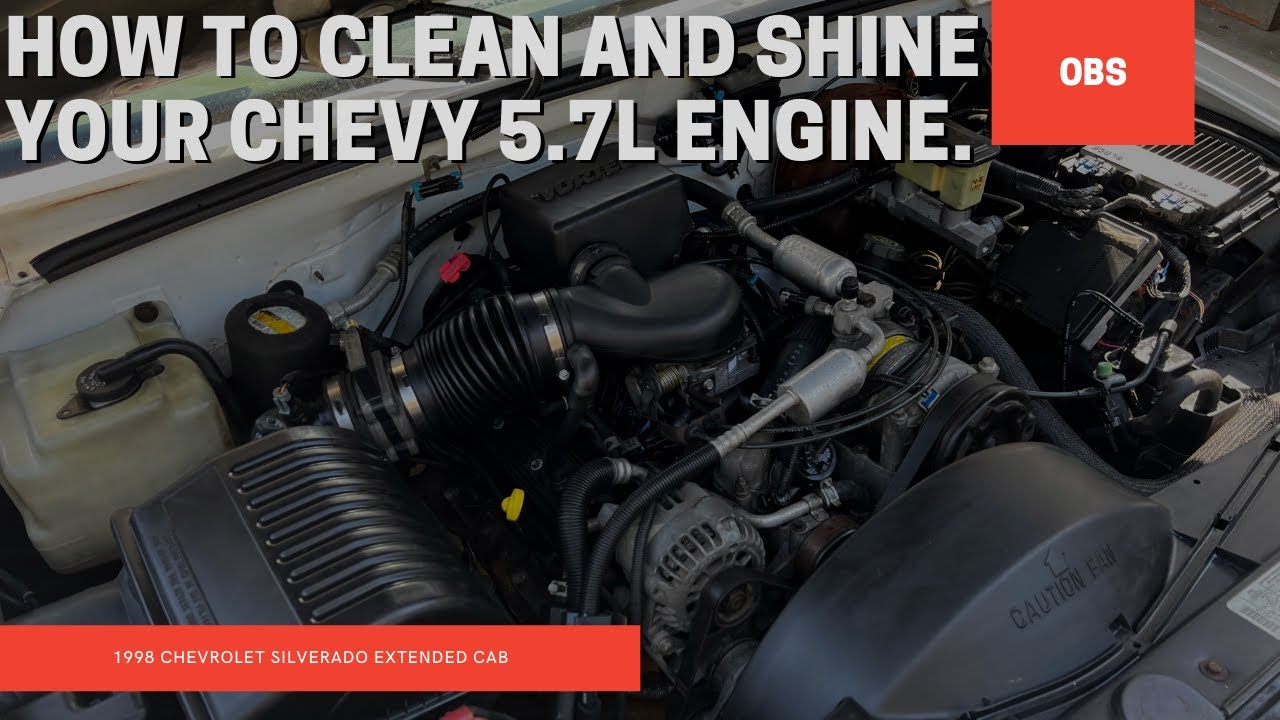 HOW TO CLEAN AND SHINE
YOUR CHEVY 5.7L ENGINE.
OBS
VORTEC
CAUTION FAN
1998 CHEVROLET SILVERADO EXTENDED CAB